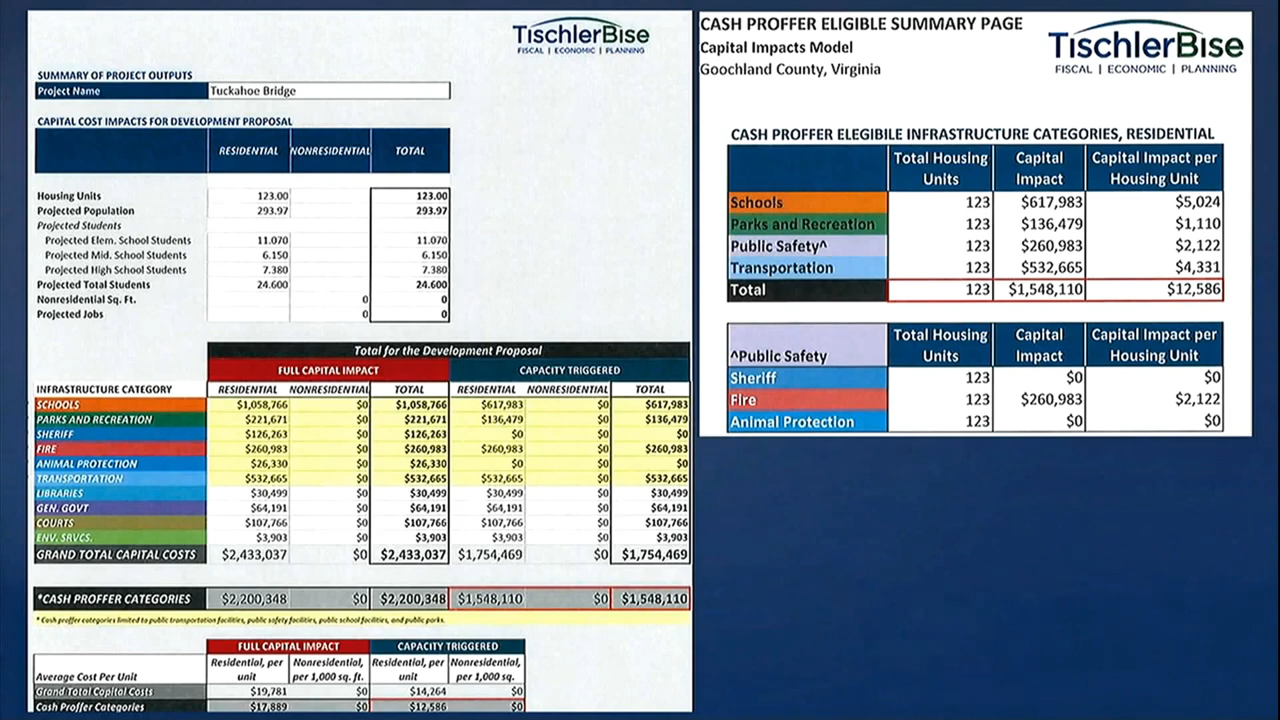 TischlerBise
FISCAL | ECONOMIC | PLANNING
SUMMARY OF PROJECT OUTPUTS
Project Name Tuckahoe Bridge
CAPITAL COST IMPACTS FOR DEVELOPMENT PROPOSAL
RESIDENTIAL NONRESIDENTIAL TOTAL
Housing Units 123.00 123.00
Projected Population 293.97 293.97
Projected Students
Projected Elem. School Students 11.070 11.070
Projected Mid. School Students 6.150 6.150
Projected High School Students 7.380 7.380
Projected Total Students 24.600 24.600
Nonresidential Sq. Ft. 0 0
Projected Jobs 0 0
Total for the Development Proposal
FULL CAPITAL IMPACT CAPACITY TRIGGERED
INFRASTRUCTURE CATEGORY RESIDENTIAL NONRESIDENTIAL TOTAL RESIDENTIAL NONRESIDENTIAL TOTAL
SCHOOLS $1,058,766 $0 $1,058,766 $617,983 $0 $617,983
PARKS AND RECREATION $221,671 $0 $221,671 $136,479 $0 $136,479
SHERIFF $126,263 $0 $126,263 $0 $0 $0
FIRE $260,983 $0 $260,983 $260,983 $0 $260,983
ANIMAL PROTECTION $26,330 $0 $26,330 $0 $0 $0
TRANSPORTATION $532,665 $0 $532,665 $532,665 $0 $532,665
LIBRARIES $30,499 $0 $30,499 $30,499 $0 $30,499
GEN. GOVT $64,191 $0 $64,191 $64,191 $0 $64,191
COURTS $107,766 $0 $107,766 $107,766 $0 $107,766
ENV. SRVCS. $3,903 $0 $3,903 $3,903 $0 $3,903
GRAND TOTAL CAPITAL COSTS $2,433,037 $0 $2,433,037 $1,754,469 $0 $1,754,469
*CASH PROFFER CATEGORIES $2,200,348 $0 $2,200,348 $1,548,110 $0 $1,548,110
* Cash proffer categories limited to public transportation facilities, public safety facilities, public school facilities, and public parks.
FULL CAPITAL IMPACT CAPACITY TRIGGERED
Average Cost Per Unit Residential, per unit Nonresidential, per 1,000 sq. ft. Residential, per unit Nonresidential, per 1,000 sq.
Grand Total Capital Costs $19,781 $0 $14,264 $0
Cash Proffer Categories $17,889 $0 $12,586 $0
CASH PROFFER ELIGIBLE SUMMARY PAGE
Capital Impacts Model
Goochland County, Virginia
TischlerBise
FISCAL | ECONOMIC | PLANNING
CASH PROFFER ELEGIBILE INFRASTRUCTURE CATEGORIES, RESIDENTIAL
Total Housing Units Capital Impact Capital Impact per Housing Unit
Schools 123 $617,983 $5,024
Parks and Recreation 123 $136,479 $1,110
Public Safety^ 123 $260,983 $2,122
Transportation 123 $532,665 $4,331
Total 123 $1,548,110 $12,586
^Public Safety Total Housing Units Capital Impact Capital Impact per Housing Unit
Sheriff 123 $0 $0
Fire 123 $260,983 $2,122
Animal Protection 123 $0 $0